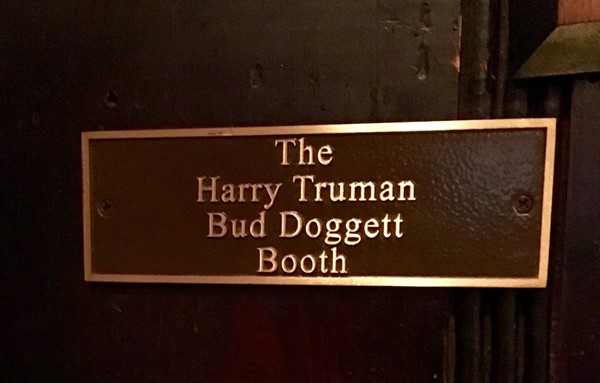 The
Harry Truman
Bud Doggett
Booth